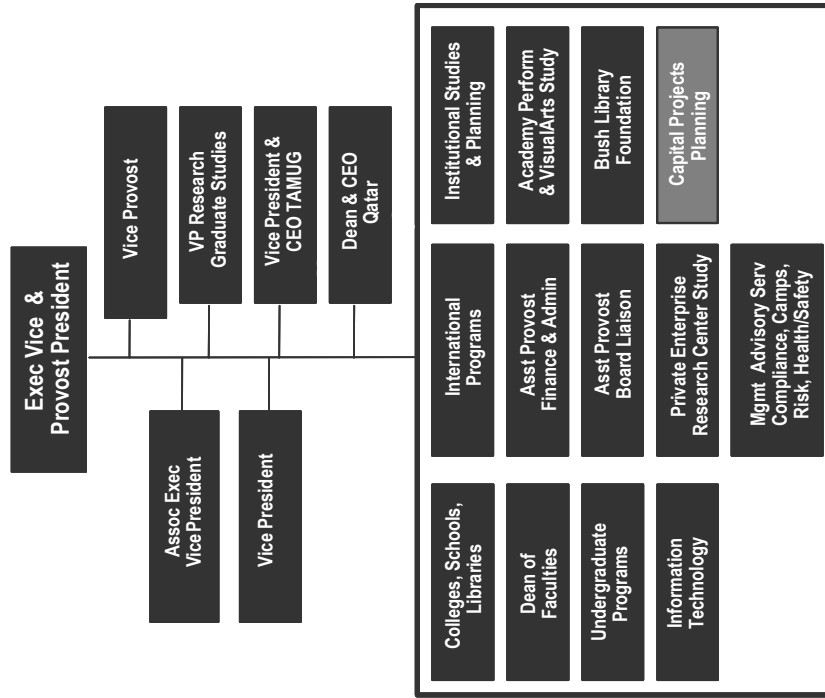 Exec Vice &
Provost President
Vice Provost
Assoc Exec
Vice President
VP Research
Graduate Studies
Vice President
Vice President &
CEO TAMUG
Dean & CEO
Qatar
Colleges, Schools,
Libraries
International
Programs
Institutional Studies
& Planning
Dean of
Faculties
Asst Provost
Finance & Admin
Academy Perform
& VisualArts Study
Undergraduate
Programs
Asst Provost
Board Liaison
Bush Library
Foundation
Information
Technology
Private Enterprise
Research Center Study
Capital Projects
Planning
Mgmt Advisory Serv
Compliance, Camps,
Risk, Health/Safety